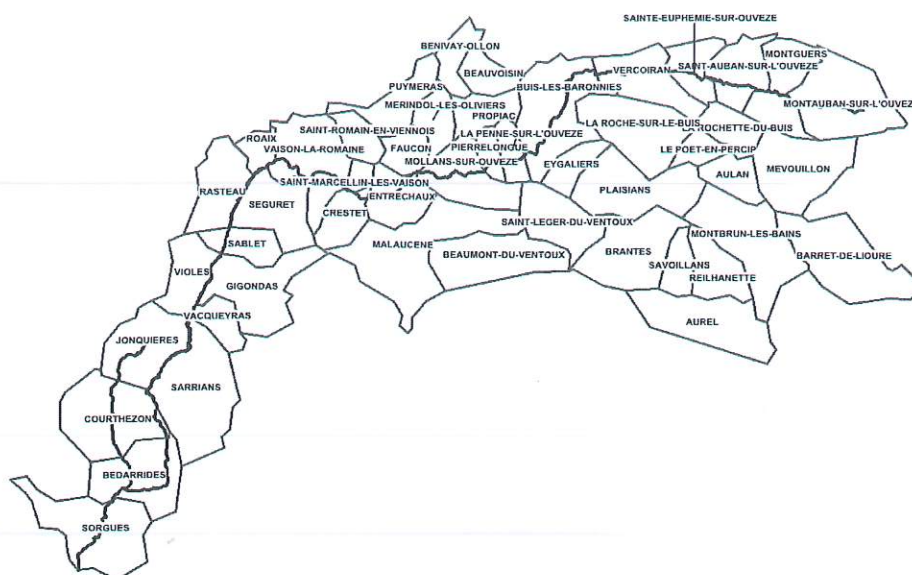 SAINTE-EUPHEMIE-SUR-OUVEZE
BENIVAY-OLLON
MONTGUERS
SAINT-AUBAN-SUR-L'OUVEZE
BEAUVOISIN
VERCOIRAN
PUYMERAS
BUIS-LES-BARONNIES
MERINDOL-LES-OLIVIERS
MONTAUBAN-SUR-L'OUVEZ
PROPIAC
LA ROCHE-SUR-LE-BUIS
LA ROCHETTE-DU-BUIS
ROAIX
SAINT-ROMAIN-EN-VIENNOIS
LA PENNE-SUR-L'OUVEZE
VAISON-LA-ROMAINE
FAUCON
PIERRELONGUE
LE POET-EN-PERCIP
MOLLANS-SUR-OUVEZE
EYGALIERS
MEVOUILLON
AULAN
SAINT-MARCELLIN-LES-VAISON
RASTEAU
PLAISIANS
ENTRECHAUX
SEGURET
CRESTET
SAINT-LEGER-DU-VENTOUX
MONTBRUN-LES-BAINS
SABLET
MALAUCENE
BRANTES
BEAUMONT-DU-VENTOUX
BARRET-DE-LIOURE
SAVOILLANS
VIOLES
REILHANETTE
GIGONDAS
VACQUEYRAS
AUREL
JONQUIERES
SARRIANS
COURTHEZON
BEDARRIDES
SORGUES